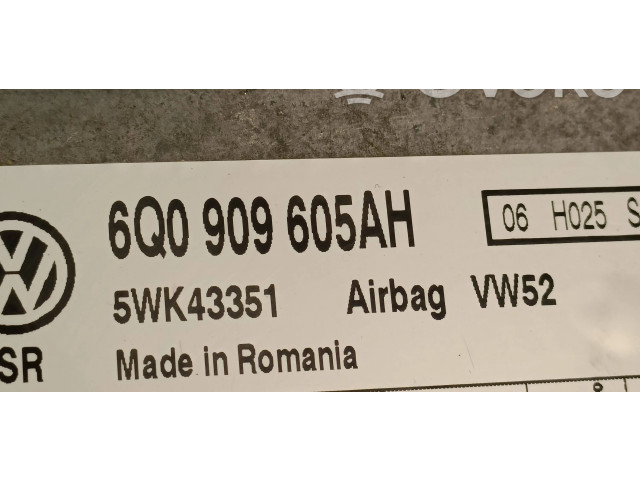 6Q0 909 605AH
06 H025 S
5WK43351 Airbag VW52
SR
Made in Romania